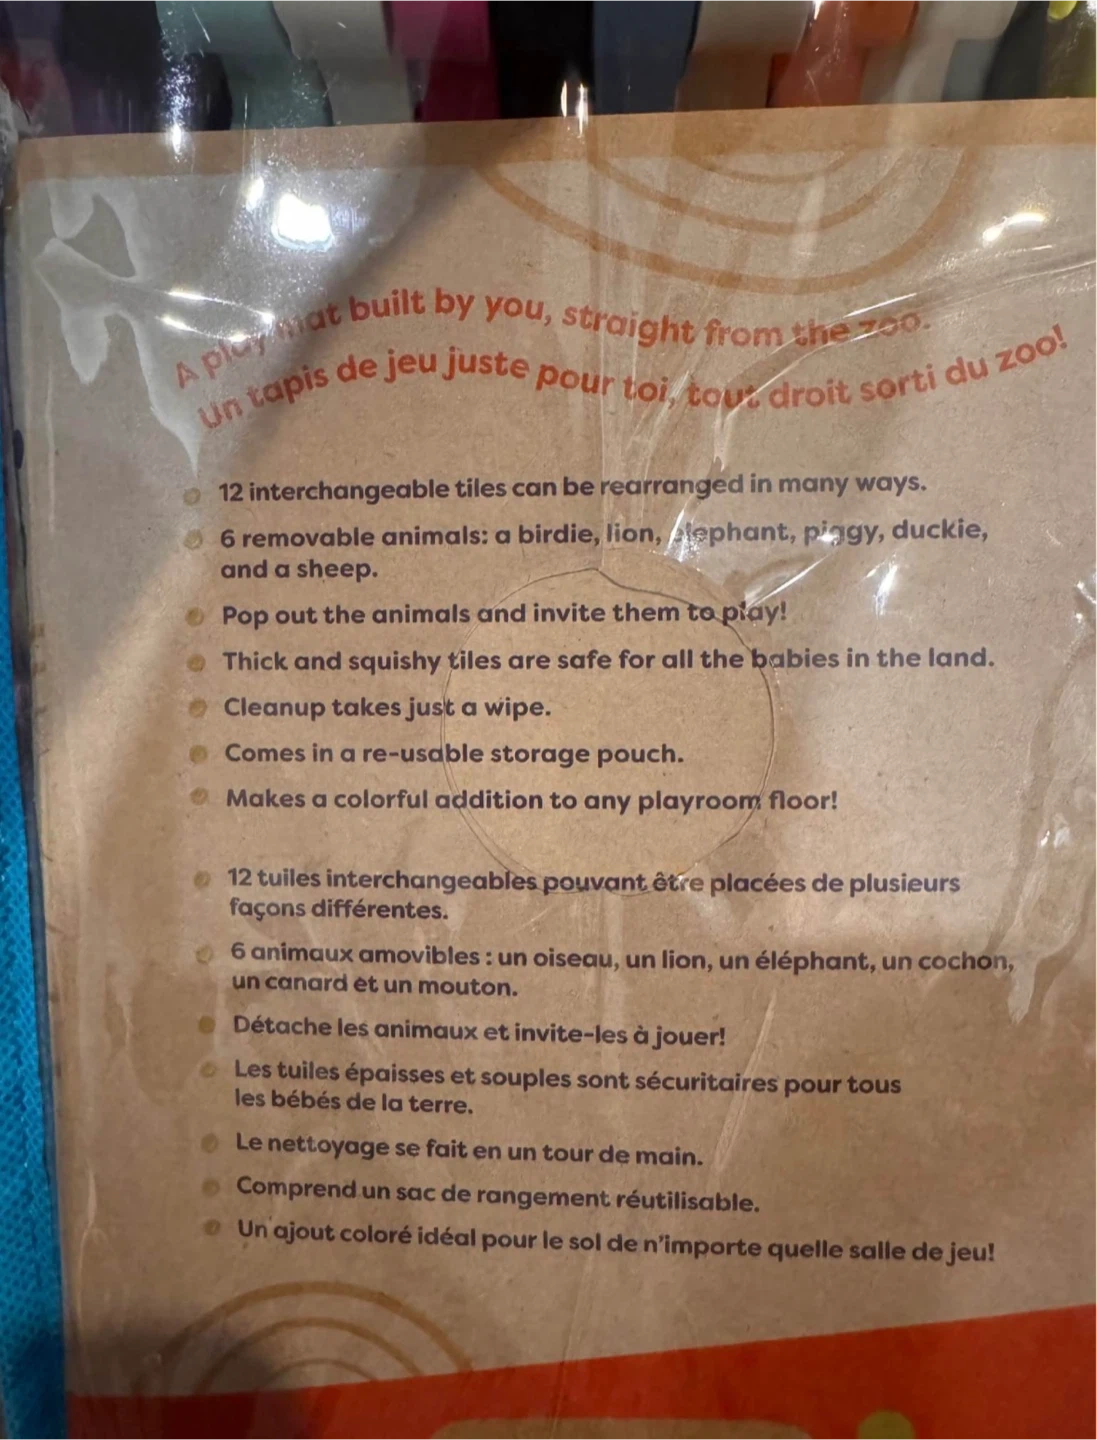 A play mat built by you, straight from the zoo.
Un tapis de jeu juste pour toi, tout droit sorti du zoo!
12 interchangeable tiles can be rearranged in many ways.
6 removable animals: a birdie, lion, elephant, piggy, duckie,
and a sheep.
Pop out the animals and invite them to play!
Thick and squishy tiles are safe for all the babies in the land.
Cleanup takes just a wipe.
Comes in a re-usable storage pouch.
Makes a colorful addition to any playroom floor!
12 tuiles interchangeables pouvant être placées de plusieurs
façons différentes.
6 animaux amovibles : un oiseau, un lion, un éléphant, un cochon,
un canard et un mouton.
Détache les animaux et invite-les à jouer!
Les tuiles épaisses et souples sont sécuritaires pour tous
les bébés de la terre.
Le nettoyage se fait en un tour de main.
Comprend un sac de rangement réutilisable.
Un ajout coloré idéal pour le sol de n'importe quelle salle de jeu!